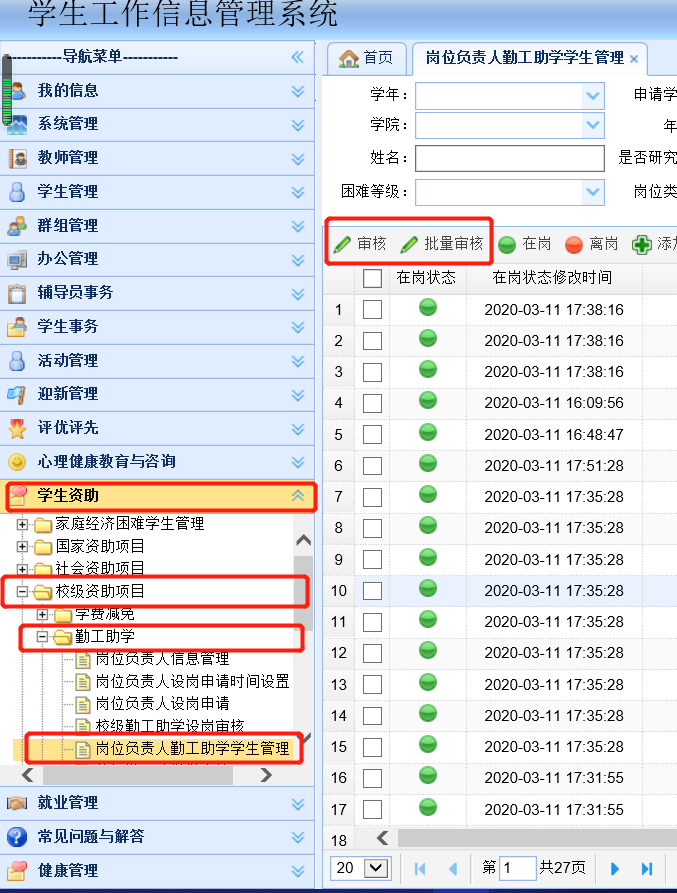 学生工作信息管理系统
-----------导航菜单-----------
我的信息
系统管理
教师管理
学生管理
群组管理
办公管理
辅导员事务
学生事务
活动管理
迎新管理
评优评先
心理健康教育与咨询
学生资助
家庭经济困难学生管理
国家资助项目
社会资助项目
校级资助项目
学费减免
勤工助学
岗位负责人信息管理
岗位负责人设岗申请时间设置
岗位负责人设岗申请
校级勤工助学设岗审核
岗位负责人勤工助学学生管理
就业管理
常见问题与解答
健康管理
首页 岗位负责人勤工助学学生管理 ×
学年： 申请学
学院： 年
姓名： 是否研究
困难等级： 岗位类
审核 批量审核 在岗 离岗 添加
在岗状态 在岗状态修改时间
1 2020-03-11 17:38:16
2 2020-03-11 17:38:16
3 2020-03-11 17:38:16
4 2020-03-11 16:09:56
5 2020-03-11 16:48:47
6 2020-03-11 17:51:28
7 2020-03-11 17:35:28
8 2020-03-11 17:35:28
9 2020-03-11 17:35:28
10 2020-03-11 17:35:28
11 2020-03-11 17:35:28
12 2020-03-11 17:35:28
13 2020-03-11 17:35:28
14 2020-03-11 17:35:28
15 2020-03-11 17:35:28
16 2020-03-11 17:31:55
17 2020-03-11 17:31:55
18
20 第 1 共27页